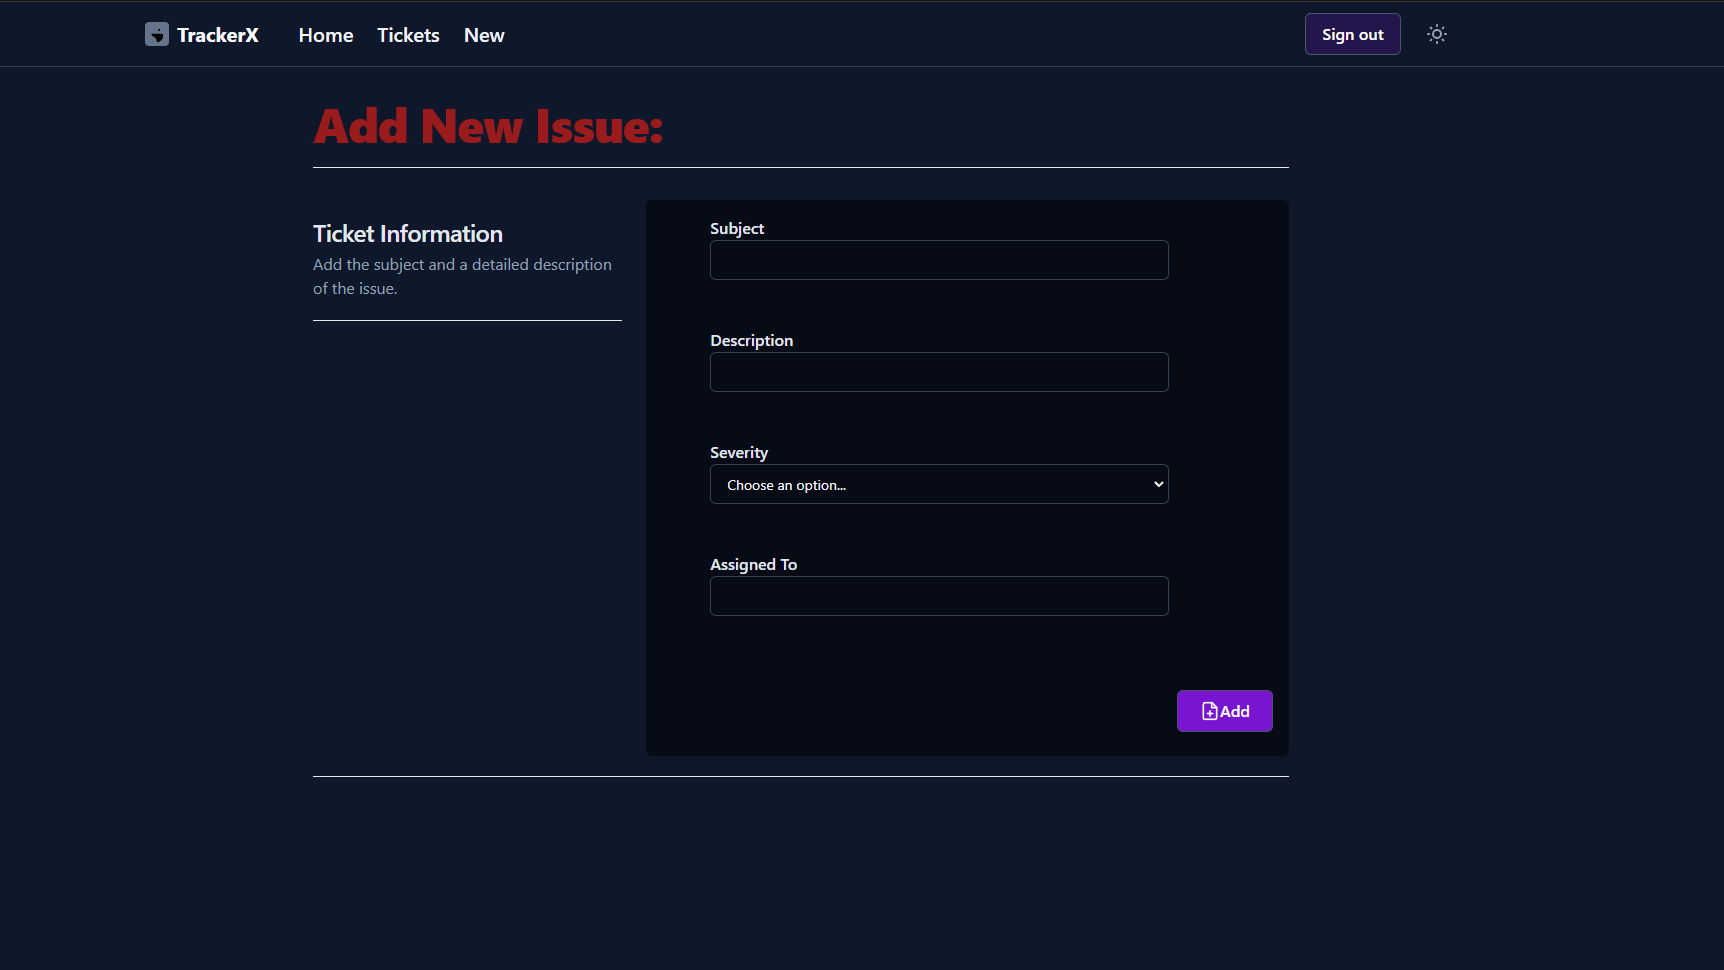 TrackerX Home Tickets New Sign out
Add New Issue:
Ticket Information
Add the subject and a detailed description
of the issue.
Subject
Description
Severity
Choose an option...
Assigned To
Add